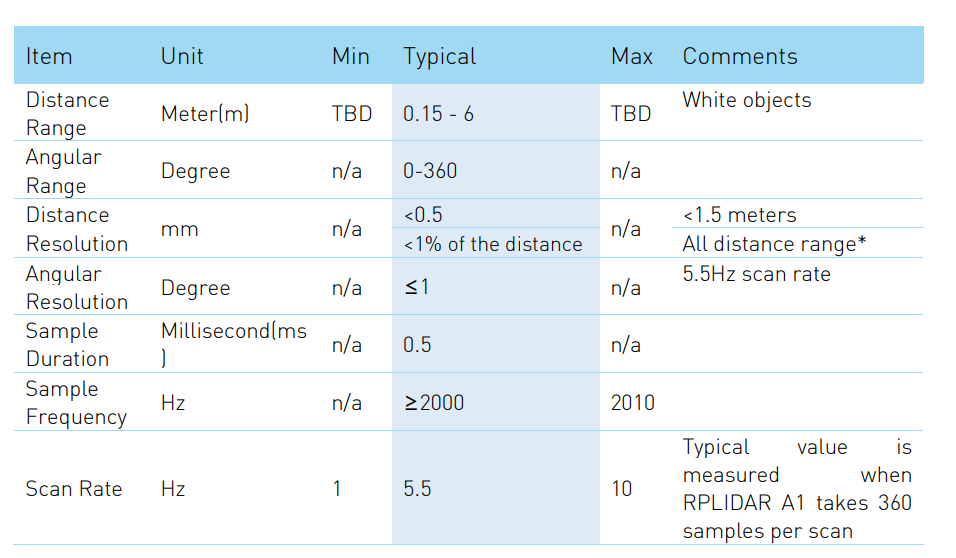 Item Unit Min Typical Max Comments
Distance
Range Meter(m) TBD 0.15 - 6 TBD White objects
Angular
Range Degree n/a 0-360 n/a
Distance
Resolution mm n/a <0.5 n/a <1.5 meters
<1% of the distance All distance range*
Angular
Resolution Degree n/a ≤1 n/a 5.5Hz scan rate
Sample
Duration Millisecond(ms
) n/a 0.5 n/a
Sample
Frequency Hz n/a ≥2000 2010
Scan Rate Hz 1 5.5 10 Typical value is
measured when
RPLIDAR A1 takes 360
samples per scan